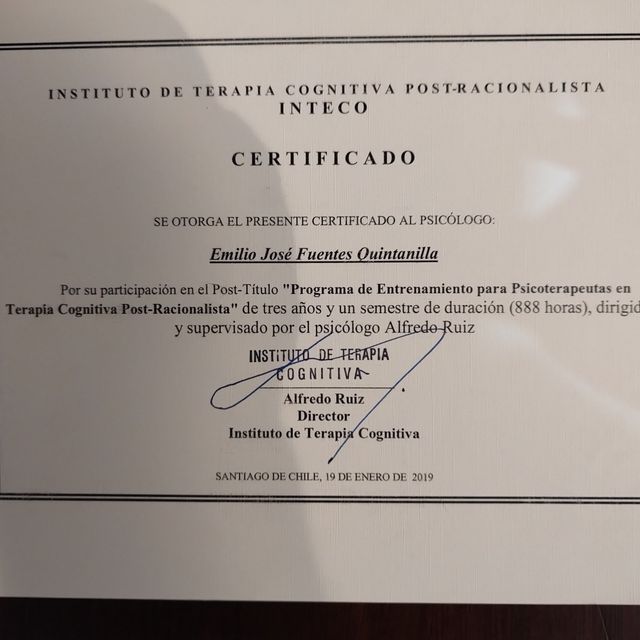 INSTITUTO DE TERAPIA COGNITIVA POST-RACIONALISTA
INTECO
CERTIFICADO
SE OTORGA EL PRESENTE CERTIFICADO AL PSICÓLOGO:
Emilio José Fuentes Quintanilla
Por su participación en el Post-Título "Programa de Entrenamiento para Psicoterapeutas en
Terapia Cognitiva Post-Racionalista" de tres años y un semestre de duración (888 horas), dirigid
y supervisado por el psicólogo Alfredo Ruiz
INSTITUTO DE TERAPIA
COGNITIVA
Alfredo Ruiz
Director
Instituto de Terapia Cognitiva
SANTIAGO DE CHILE, 19 DE ENERO DE 2019